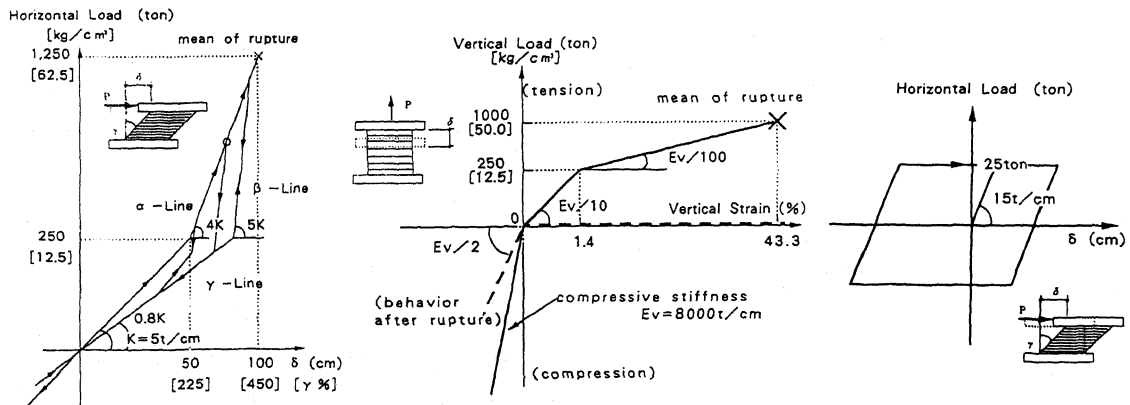 Horizontal Load (ton)
[kg/cm²]
mean of rupture
1,250
[62.5]
δ
P
γ
α-Line
β-Line
4K
5K
250
[12.5]
γ-Line
0.8K
K=5t/cm
δ (cm)
50
100
[225]
[450]
[γ %]
Vertical Load (ton)
[kg/cm²]
(tension)
P
δ
mean of rupture
1000
[50.0]
Ev/100
250
[12.5]
Ev/10
0
Vertical Strain (%)
Ev/2
1.4
43.3
(behavior
after rupture)
compressive stiffness
Ev=8000t/cm
(compression)
Horizontal Load (ton)
25ton
15t/cm
δ (cm)
δ
P
γ